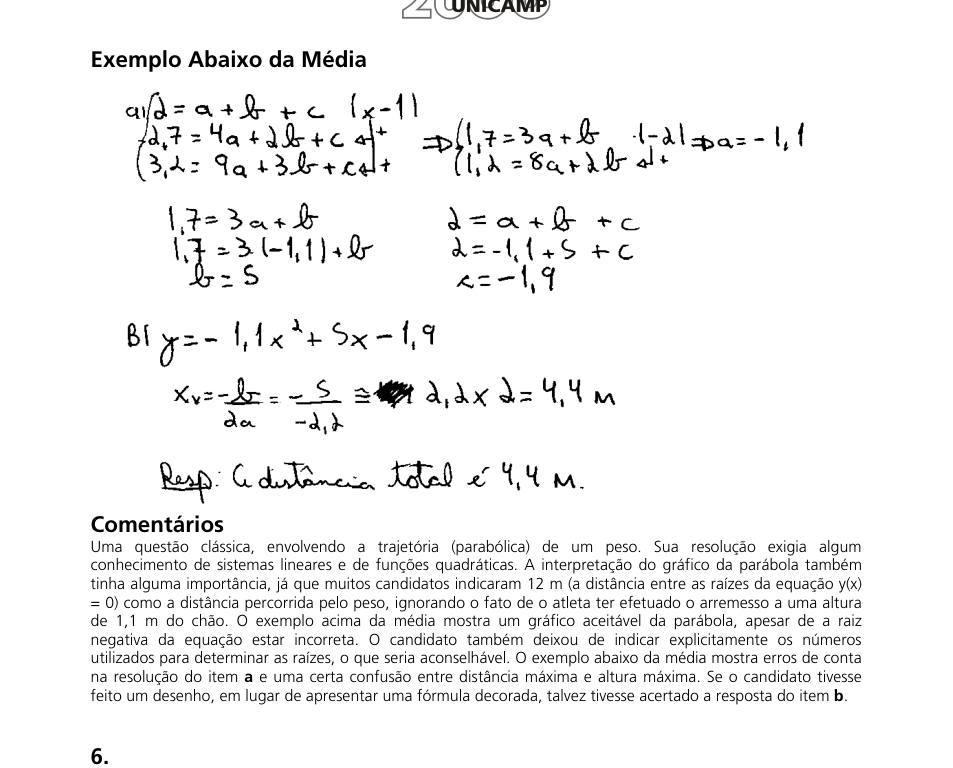 2000
UNICAMP
Exemplo Abaixo da Média
a) 2 = a + b + c (x-1)
2,7 = 4a + 2b + c ↵+ ⇒ 1,7 = 3a + b ·(-2) ⇒ a = -1,1
3,2 = 9a + 3b + c ↵+ 1,2 = 8a + 2b ↵+
1,7 = 3a + b 2 = a + b + c
1,7 = 3·(-1,1) + b 2 = -1,1 + 5 + c
b = 5 c = -1,9
B) y = - 1,1x² + 5x - 1,9
xv = -b/2a = -5/-2,2 ≅ 2,2 x 2 = 4,4 m
Resp: A distância total é 4,4 m.
Comentários
Uma questão clássica, envolvendo a trajetória (parabólica) de um peso. Sua resolução exigia algum
conhecimento de sistemas lineares e de funções quadráticas. A interpretação do gráfico da parábola também
tinha alguma importância, já que muitos candidatos indicaram 12 m (a distância entre as raízes da equação y(x)
= 0) como a distância percorrida pelo peso, ignorando o fato de o atleta ter efetuado o arremesso a uma altura
de 1,1 m do chão. O exemplo acima da média mostra um gráfico aceitável da parábola, apesar de a raiz
negativa da equação estar incorreta. O candidato também deixou de indicar explicitamente os números
utilizados para determinar as raízes, o que seria aconselhável. O exemplo abaixo da média mostra erros de conta
na resolução do item a e uma certa confusão entre distância máxima e altura máxima. Se o candidato tivesse
feito um desenho, em lugar de apresentar uma fórmula decorada, talvez tivesse acertado a resposta do item b.
6.